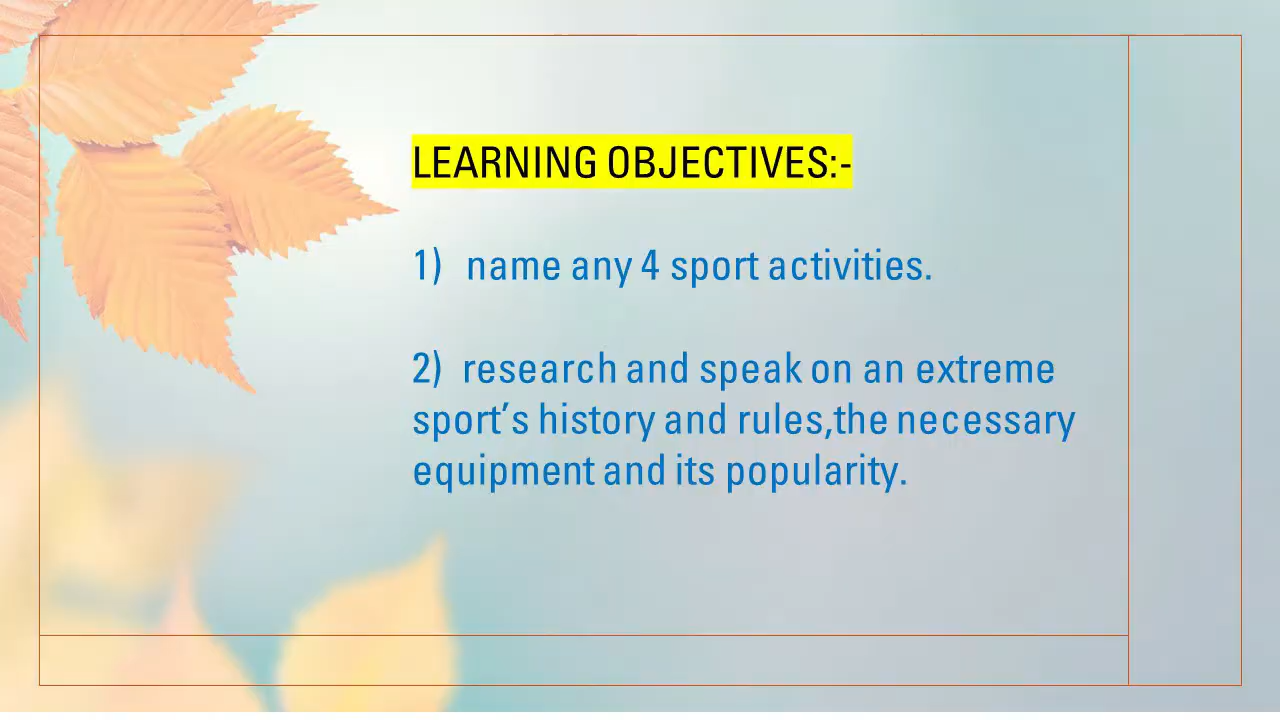 LEARNING OBJECTIVES:-
1) name any 4 sport activities.
2) research and speak on an extreme
sport’s history and rules,the necessary
equipment and its popularity.